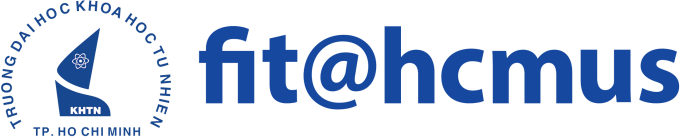 TRUONG DAI HOC KHOA HOC TU NHIEN
KHTN
TP. HO CHI MINH
fit@hcmus